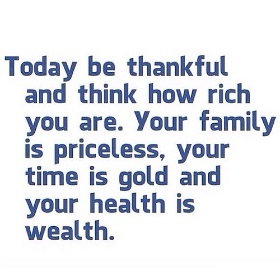 Today be thankful
and think how rich
you are. Your family
is priceless, your
time is gold and
your health is
wealth.